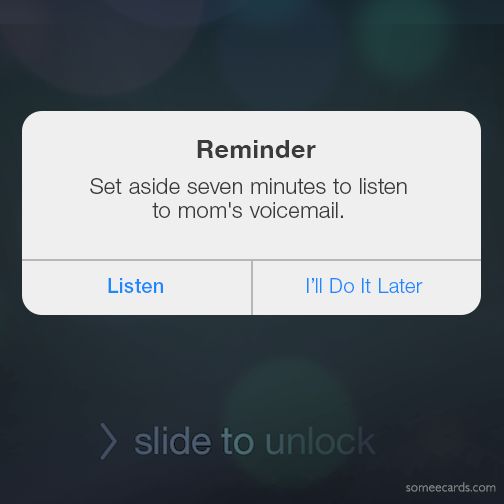 Reminder
Set aside seven minutes to listen
to mom's voicemail.
Listen
I’ll Do It Later
slide to unlock
someecards.com